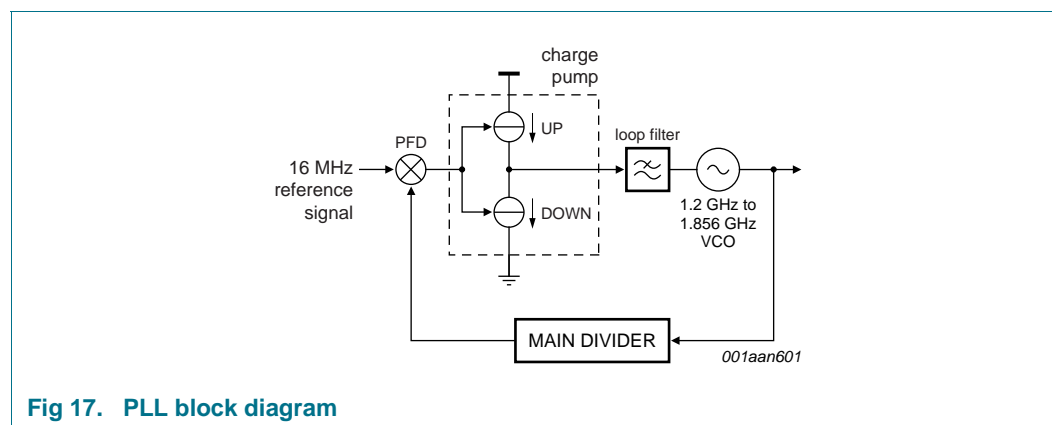 charge
pump
PFD
UP
loop filter
16 MHz
reference
signal
DOWN
1.2 GHz to
1.856 GHz
VCO
MAIN DIVIDER
001aan601
Fig 17. PLL block diagram